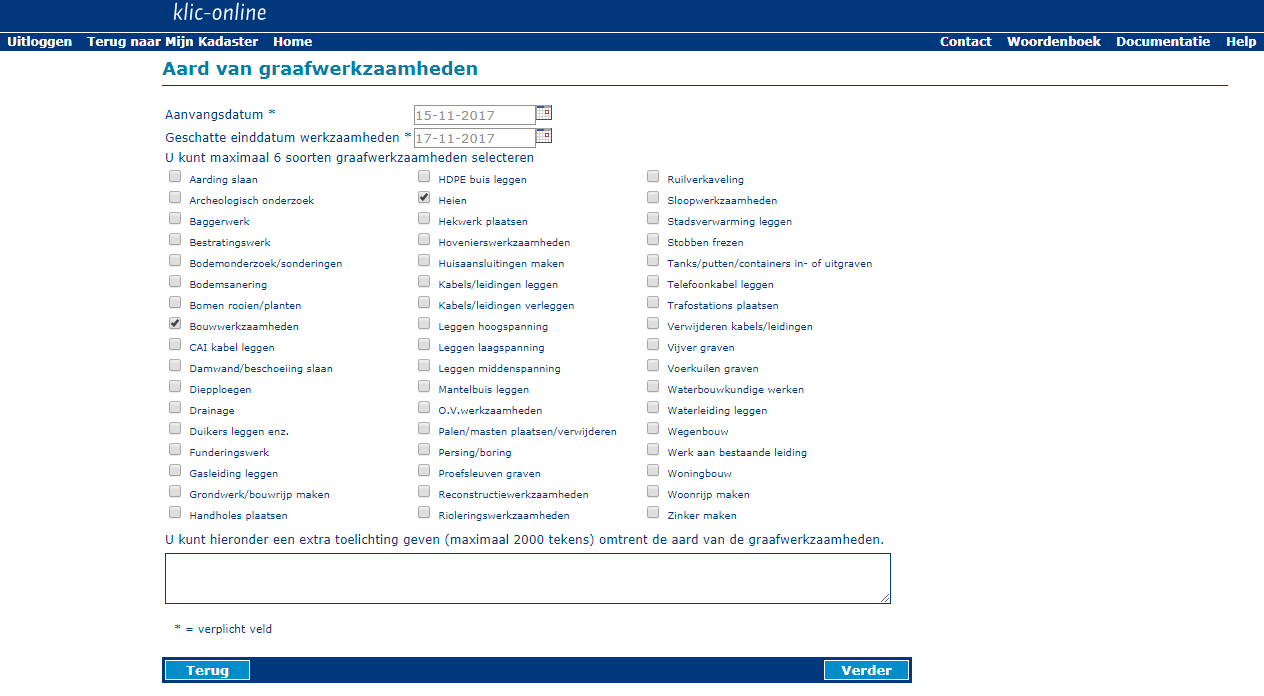 klic-online
Uitloggen Terug naar Mijn Kadaster Home Contact Woordenboek Documentatie Help
Aard van graafwerkzaamheden
Aanvangsdatum * 15-11-2017
Geschatte einddatum werkzaamheden * 17-11-2017
U kunt maximaal 6 soorten graafwerkzaamheden selecteren
Aarding slaan
Archeologisch onderzoek
Baggerwerk
Bestratingswerk
Bodemonderzoek/sonderingen
Bodemsanering
Bomen rooien/planten
Bouwwerkzaamheden
CAI kabel leggen
Damwand/beschoeiing slaan
Diepploegen
Drainage
Duikers leggen enz.
Funderingswerk
Gasleiding leggen
Grondwerk/bouwrijp maken
Handholes plaatsen
HDPE buis leggen
Heien
Hekwerk plaatsen
Hovenierswerkzaamheden
Huisaansluitingen maken
Kabels/leidingen leggen
Kabels/leidingen verleggen
Leggen hoogspanning
Leggen laagspanning
Leggen middenspanning
Mantelbuis leggen
O.V.werkzaamheden
Palen/masten plaatsen/verwijderen
Persing/boring
Proefsleuven graven
Reconstructiewerkzaamheden
Rioleringswerkzaamheden
Ruilverkaveling
Sloopwerkzaamheden
Stadsverwarming leggen
Stobben frezen
Tanks/putten/containers in- of uitgraven
Telefoonkabel leggen
Trafostations plaatsen
Verwijderen kabels/leidingen
Vijver graven
Voerkuilen graven
Waterbouwkundige werken
Waterleiding leggen
Wegenbouw
Werk aan bestaande leiding
Woningbouw
Woonrijp maken
Zinker maken
U kunt hieronder een extra toelichting geven (maximaal 2000 tekens) omtrent de aard van de graafwerkzaamheden.
* = verplicht veld
Terug Verder